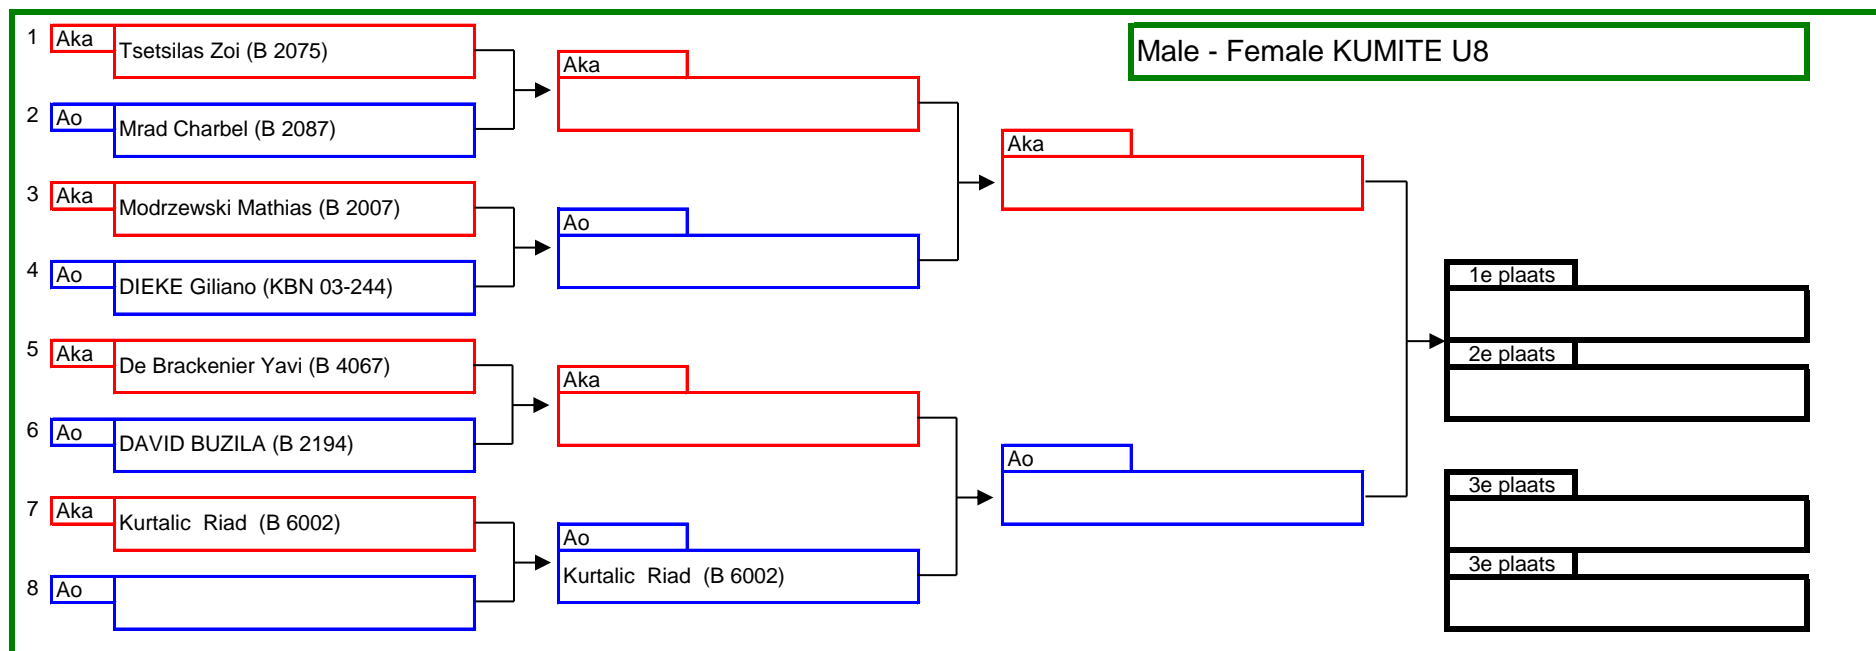 Male - Female KUMITE U8
1 Aka
Tsetsilas Zoi (B 2075)
2 Ao
Mrad Charbel (B 2087)
3 Aka
Modrzewski Mathias (B 2007)
4 Ao
DIEKE Giliano (KBN 03-244)
5 Aka
De Brackenier Yavi (B 4067)
6 Ao
DAVID BUZILA (B 2194)
7 Aka
Kurtalic  Riad  (B 6002)
8 Ao
Aka
Ao
Aka
Ao
Kurtalic  Riad  (B 6002)
Aka
Ao
1e plaats
2e plaats
3e plaats
3e plaats